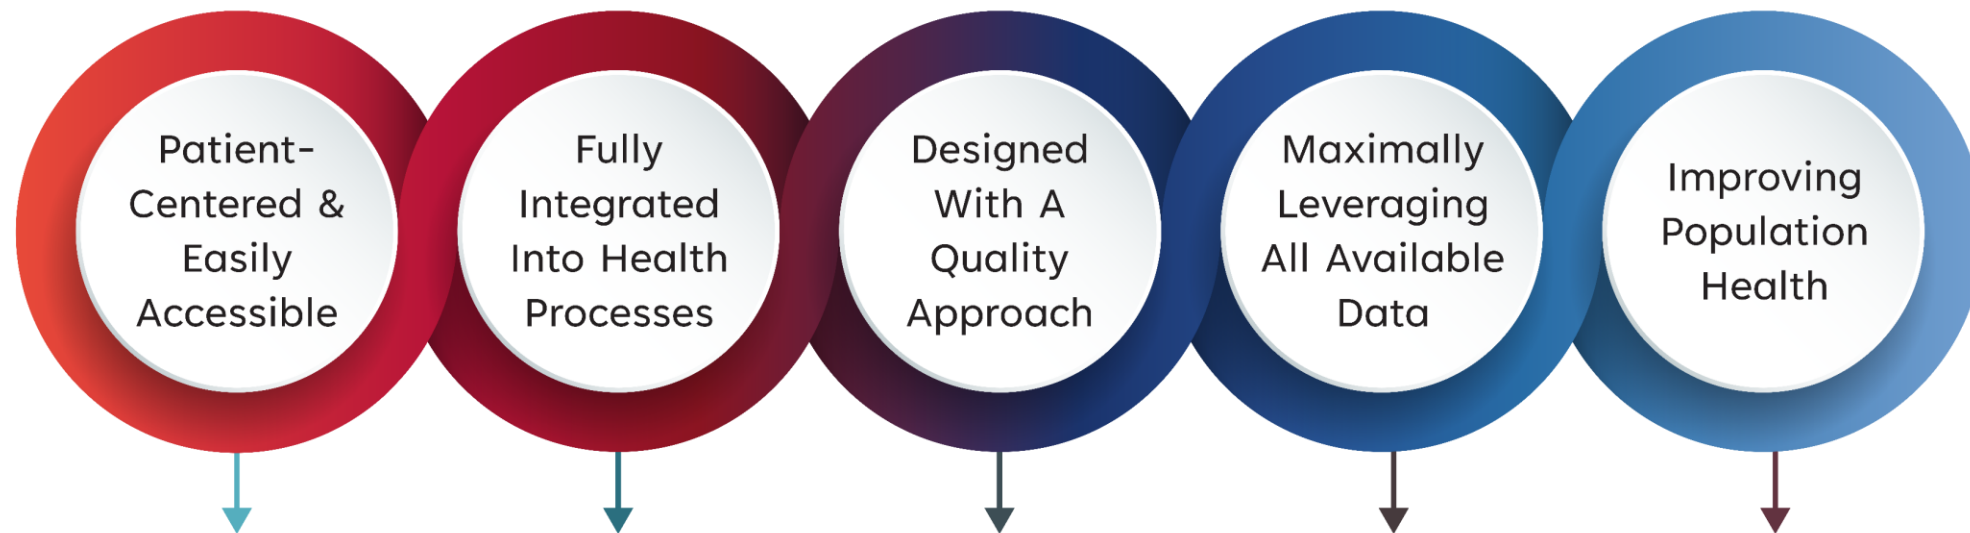 Patient-
Centered &
Easily
Accessible
Fully
Integrated
Into Health
Processes
Designed
With A
Quality
Approach
Maximally
Leveraging
All Available
Data
Improving
Population
Health